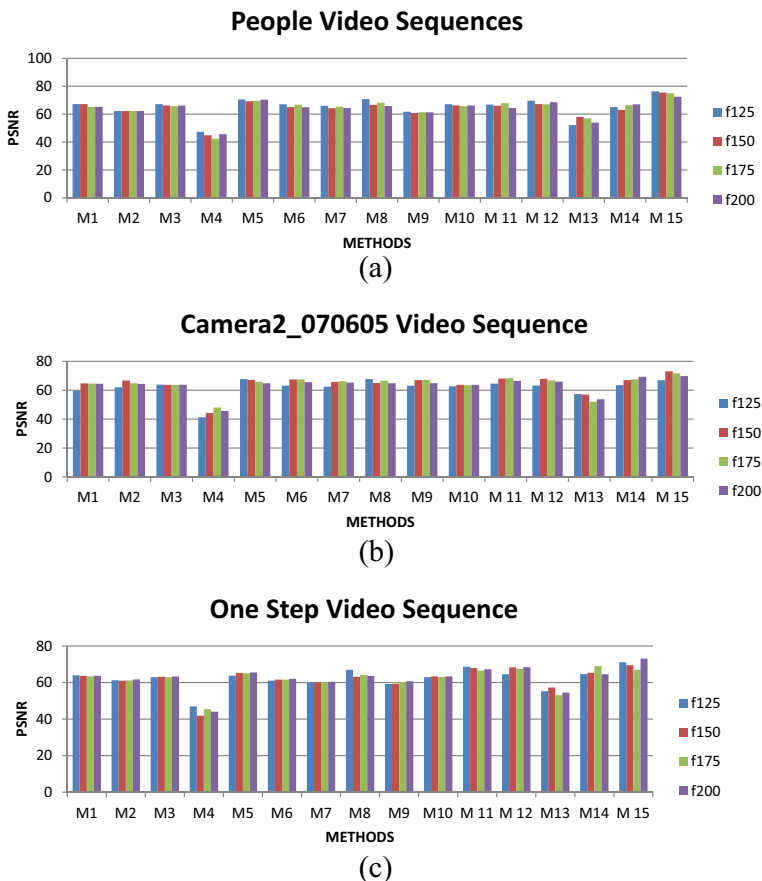 People Video Sequences
100
80
60
40
20
0
PSNR
M1 M2 M3 M4 M5 M6 M7 M8 M9 M10 M 11 M 12 M13 M14 M 15
METHODS
f125
f150
f175
f200
(a)
Camera2_070605 Video Sequence
80
60
40
20
0
PSNR
M1 M2 M3 M4 M5 M6 M7 M8 M9 M10 M 11 M 12 M13 M14 M 15
METHODS
f125
f150
f175
f200
(b)
One Step Video Sequence
80
60
40
20
0
PSNR
M1 M2 M3 M4 M5 M6 M7 M8 M9 M10 M 11 M 12 M13 M14 M 15
METHODS
f125
f150
f175
f200
(c)